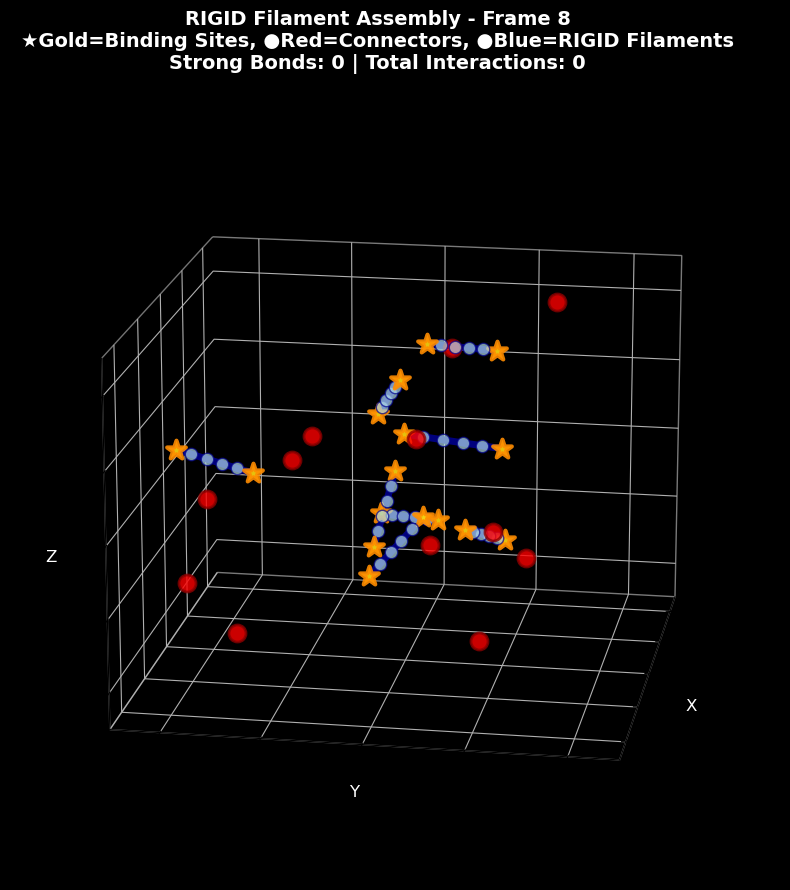 RIGID Filament Assembly - Frame 8
★Gold=Binding Sites, ●Red=Connectors, ●Blue=RIGID Filaments
Strong Bonds: 0 | Total Interactions: 0
Z
X
Y